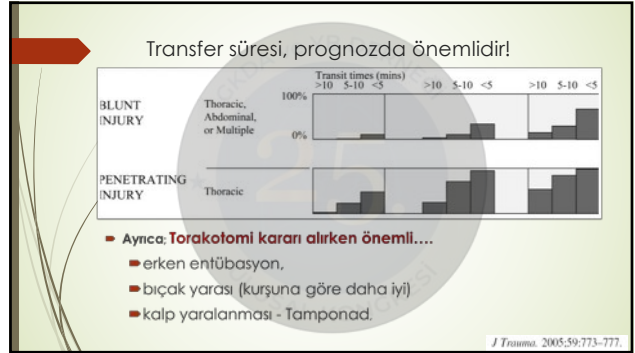 Transfer süresi, prognozda önemlidir!
Transit times (mins)
>10 5-10 <5 >10 5-10 <5 >10 5-10 <5
BLUNT
INJURY
Thoracic,
Abdominal,
or Multiple
100%
0%
PENETRATING
INJURY
Thoracic
Ayrıca; Torakotomi kararı alırken önemli....
erken entübasyon,
bıçak yarası (kurşuna göre daha iyi)
kalp yaralanması - Tamponad.
J Trauma. 2005;59:773–777.
25.